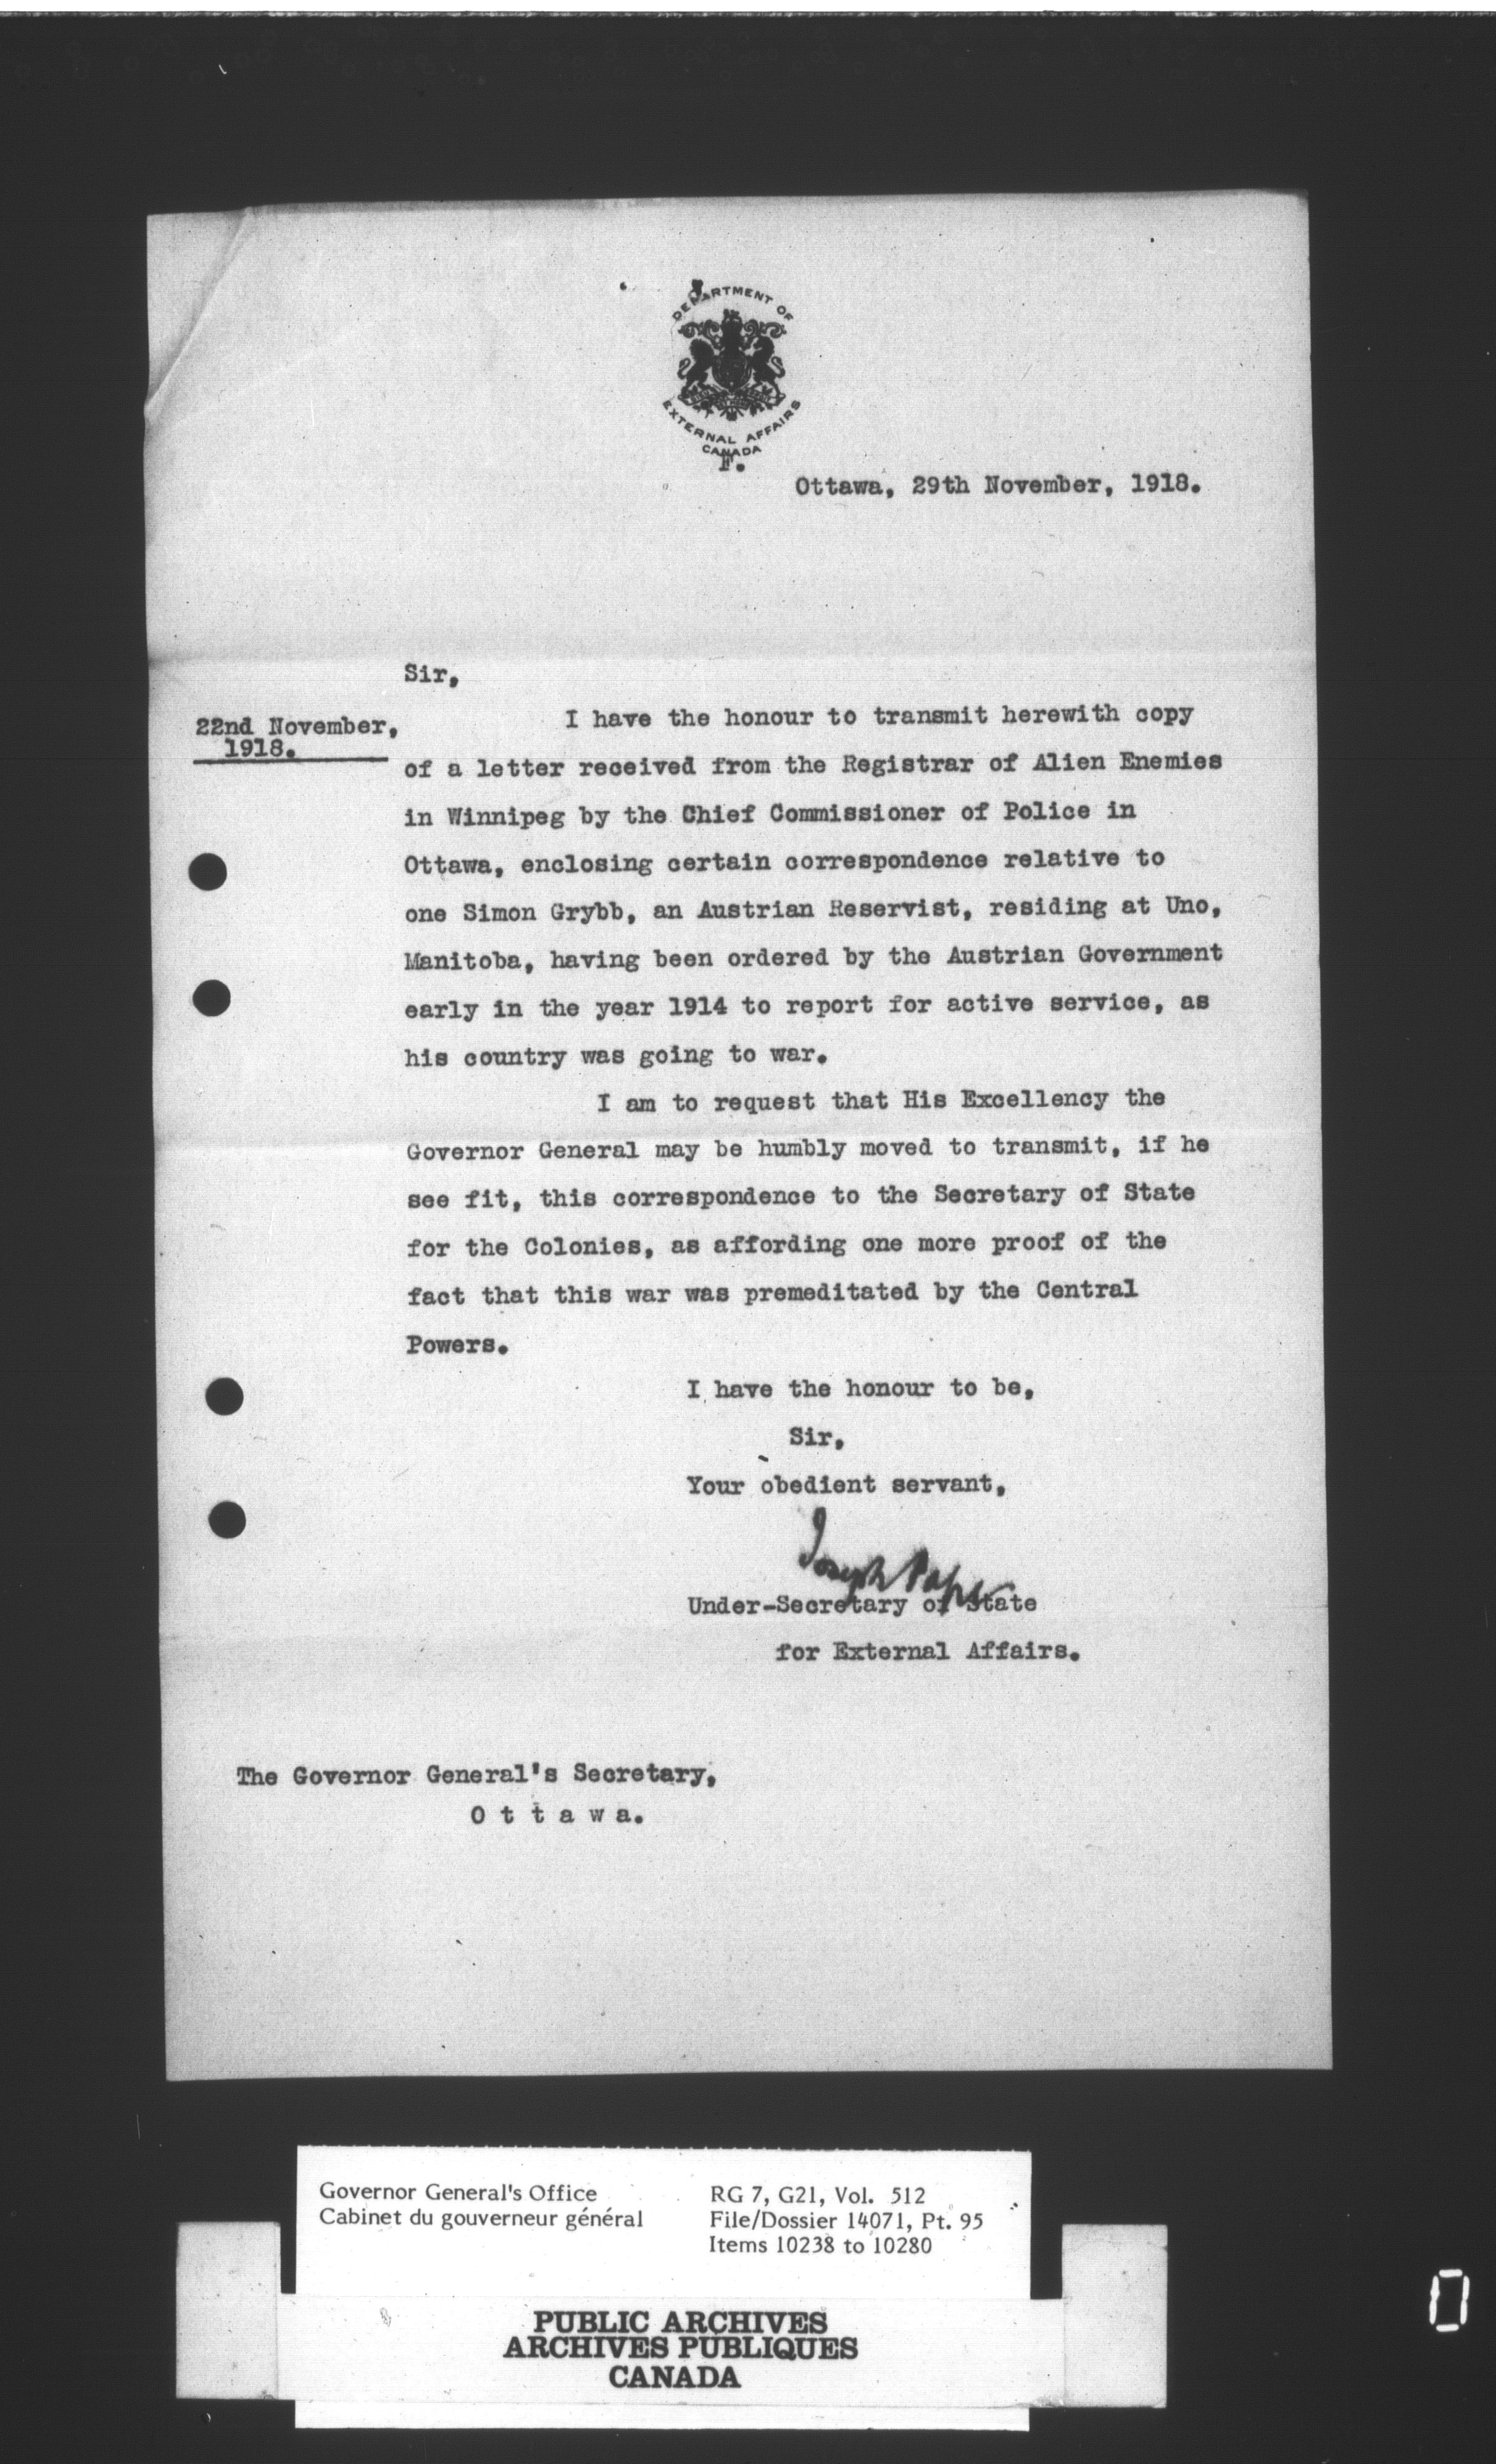 DEPARTMENT OF
EXTERNAL AFFAIRS
CANADA
F.
Ottawa, 29th November, 1918.
Sir,
22nd November,
1918.
I have the honour to transmit herewith copy
of a letter received from the Registrar of Alien Enemies
in Winnipeg by the Chief Commissioner of Police in
Ottawa, enclosing certain correspondence relative to
one Simon Grybb, an Austrian Reservist, residing at Uno,
Manitoba, having been ordered by the Austrian Government
early in the year 1914 to report for active service, as
his country was going to war.
I am to request that His Excellency the
Governor General may be humbly moved to transmit, if he
see fit, this correspondence to the Secretary of State
for the Colonies, as affording one more proof of the
fact that this war was premeditated by the Central
Powers.
I have the honour to be,
Sir,
Your obedient servant,
Joseph Pope
Under-Secretary of State
for External Affairs.
The Governor General's Secretary,
O t t a w a.
Governor General's Office
Cabinet du gouverneur général
RG 7, G21, Vol. 512
File/Dossier 14071, Pt. 95
Items 10238 to 10280
PUBLIC ARCHIVES
ARCHIVES PUBLIQUES
CANADA
0